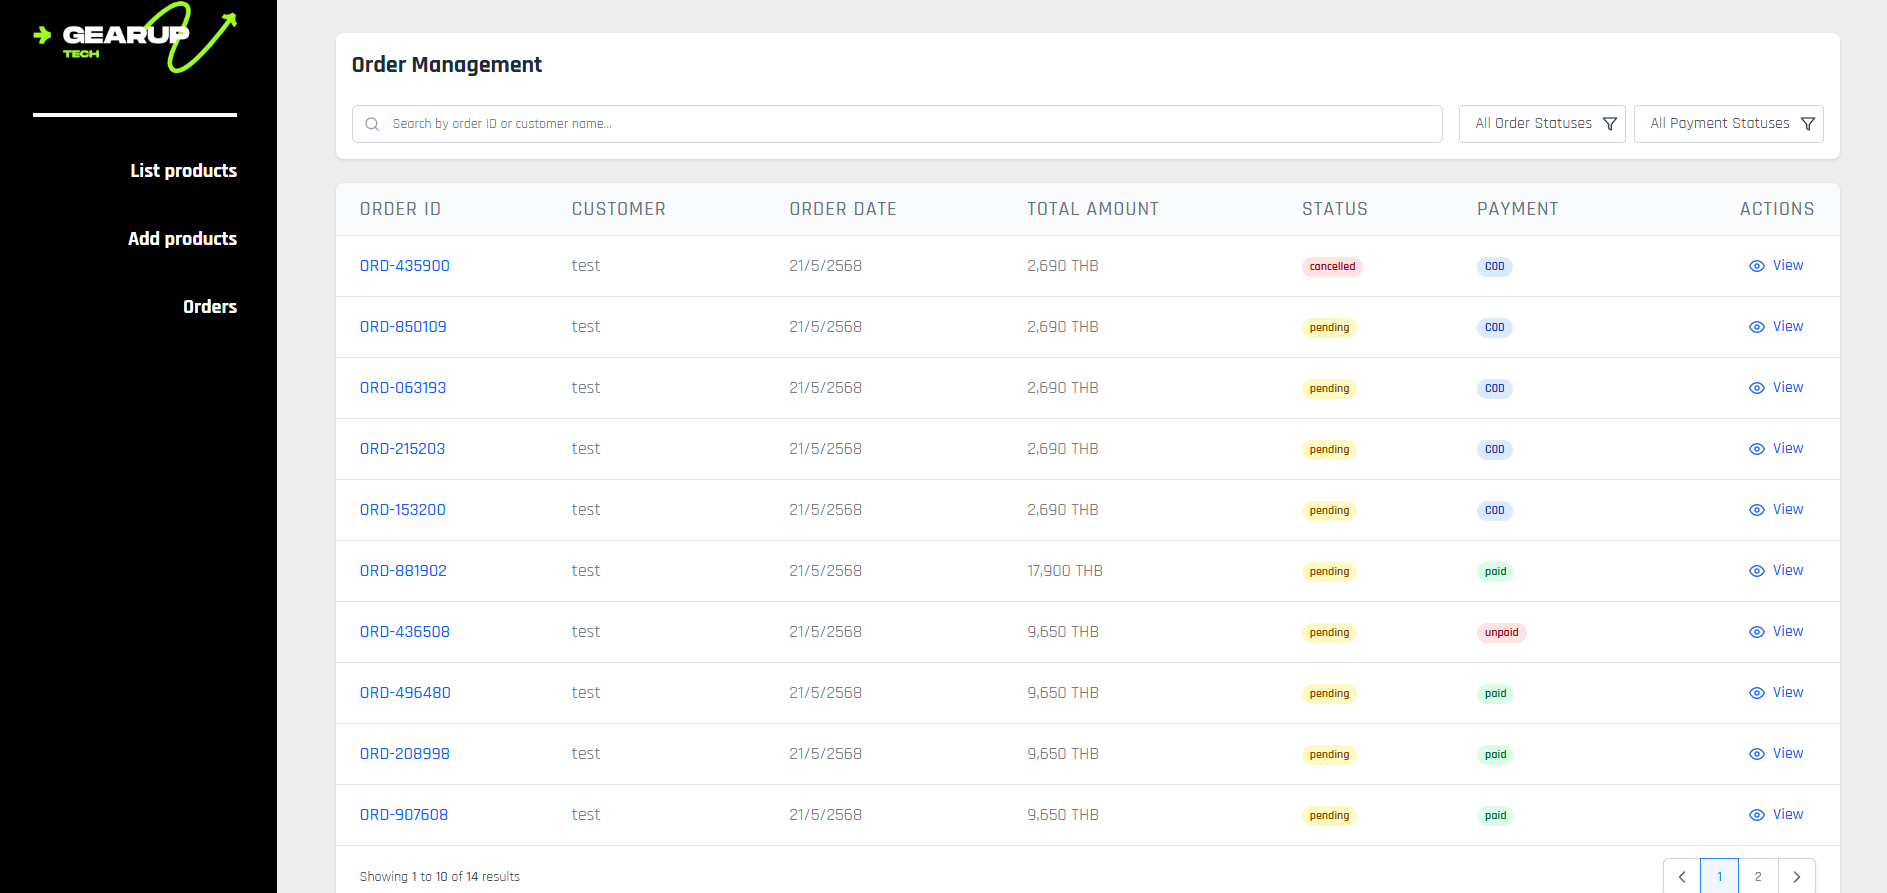 GEARUP
TECH
List products
Add products
Orders
Order Management
Search by order ID or customer name...
All Order Statuses
All Payment Statuses
ORDER ID CUSTOMER ORDER DATE TOTAL AMOUNT STATUS PAYMENT ACTIONS
ORD-435900 test 21/5/2568 2,690 THB cancelled COD View
ORD-850109 test 21/5/2568 2,690 THB pending COD View
ORD-063193 test 21/5/2568 2,690 THB pending COD View
ORD-215203 test 21/5/2568 2,690 THB pending COD View
ORD-153200 test 21/5/2568 2,690 THB pending COD View
ORD-881902 test 21/5/2568 17,900 THB pending paid View
ORD-436508 test 21/5/2568 9,650 THB pending unpaid View
ORD-496480 test 21/5/2568 9,650 THB pending paid View
ORD-208998 test 21/5/2568 9,650 THB pending paid View
ORD-907608 test 21/5/2568 9,650 THB pending paid View
Showing 1 to 10 of 14 results
1 2